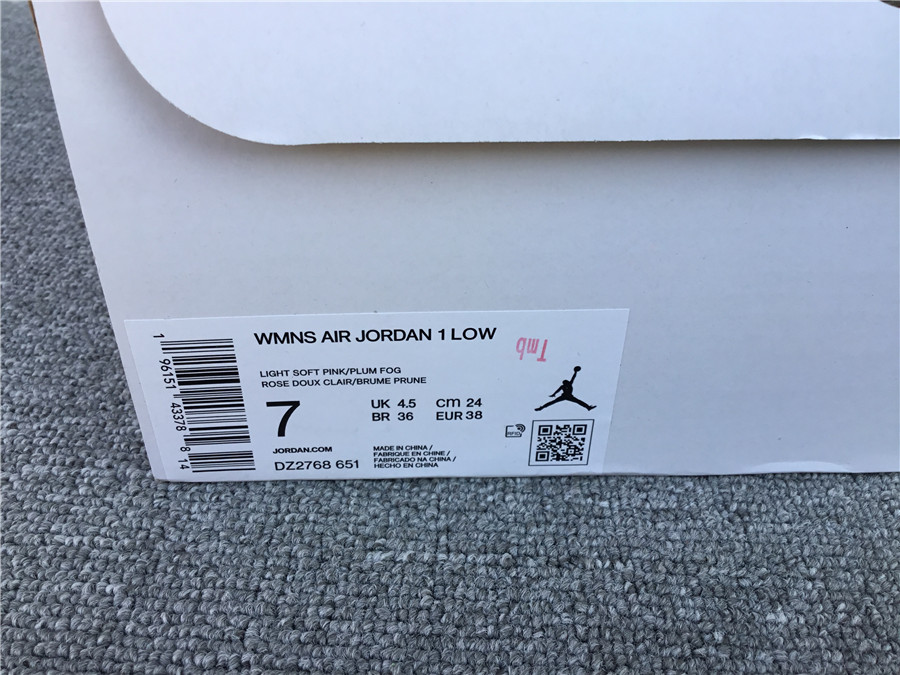 WMNS AIR JORDAN 1 LOW
Tmb
LIGHT SOFT PINK/PLUM FOG
ROSE DOUX CLAIR/BRUME PRUNE
7
UK 4.5 cm 24
BR 36 EUR 38
JORDAN.COM
DZ2768 651
MADE IN CHINA /
FABRIQUE EN CHINE /
FABRICADO NA CHINA /
HECHO EN CHINA
RFID
1 96151 43378 8 14